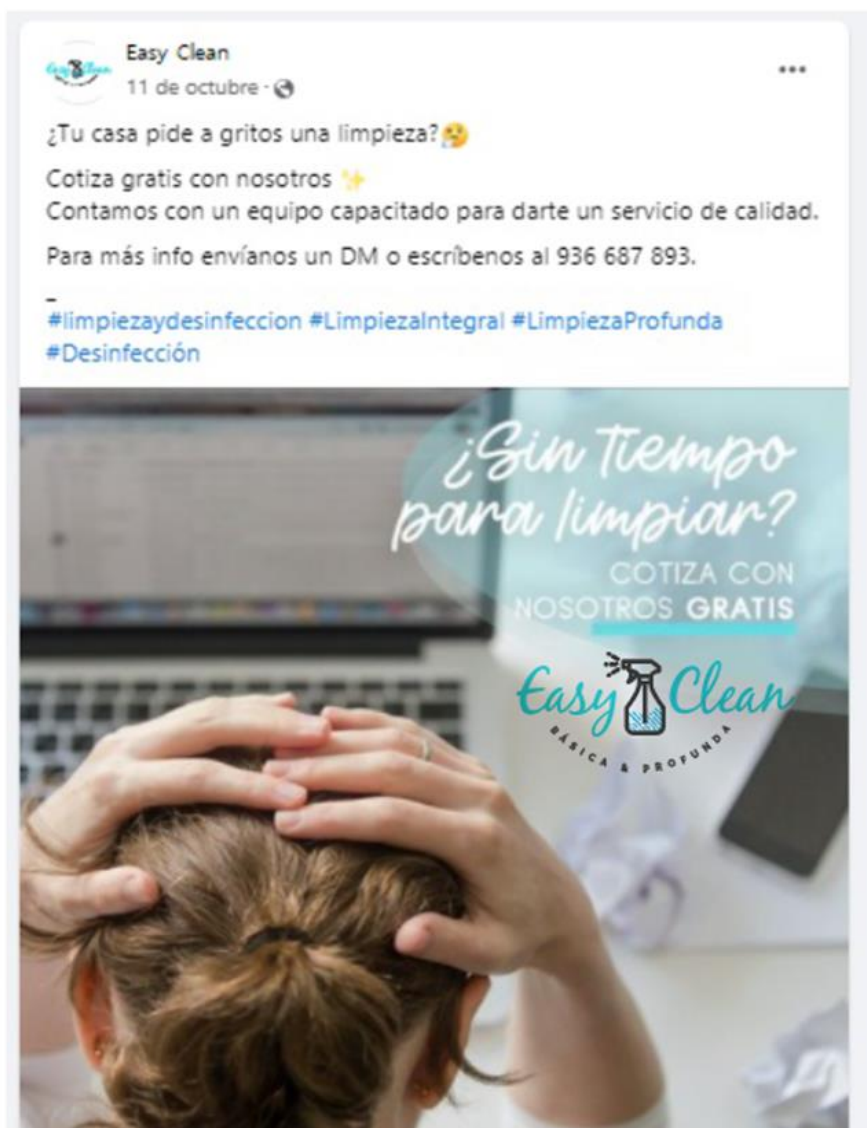 Easy Clean
11 de octubre ·
¿Tu casa pide a gritos una limpieza?🤔
Cotiza gratis con nosotros ✨
Contamos con un equipo capacitado para darte un servicio de calidad.
Para más info envíanos un DM o escríbenos al 936 687 893.
_
#limpiezaydesinfeccion #LimpiezaIntegral #LimpiezaProfunda
#Desinfección
¿Sin Tiempo
para limpiar?
COTIZA CON
NOSOTROS GRATIS
Easy Clean
BÁSICA & PROFUNDA